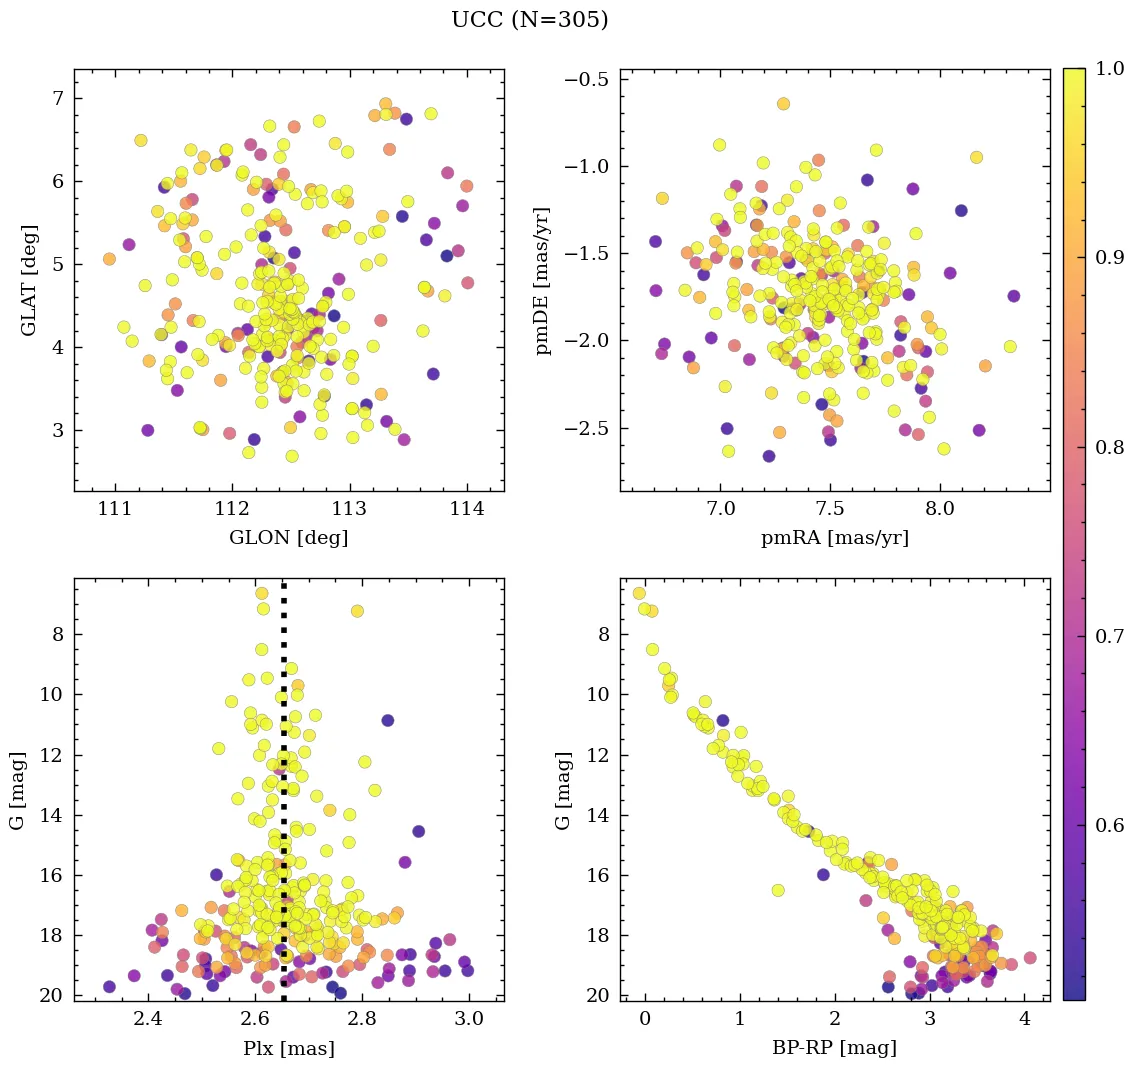 UCC (N=305)
7
6
5
4
3
GLAT [deg]
111 112 113 114
GLON [deg]
−0.5
−1.0
−1.5
−2.0
−2.5
pmDE [mas/yr]
7.0 7.5 8.0
pmRA [mas/yr]
1.0
0.9
0.8
0.7
0.6
8
10
12
14
16
18
20
G [mag]
2.4 2.6 2.8 3.0
Plx [mas]
8
10
12
14
16
18
20
G [mag]
0 1 2 3 4
BP-RP [mag]